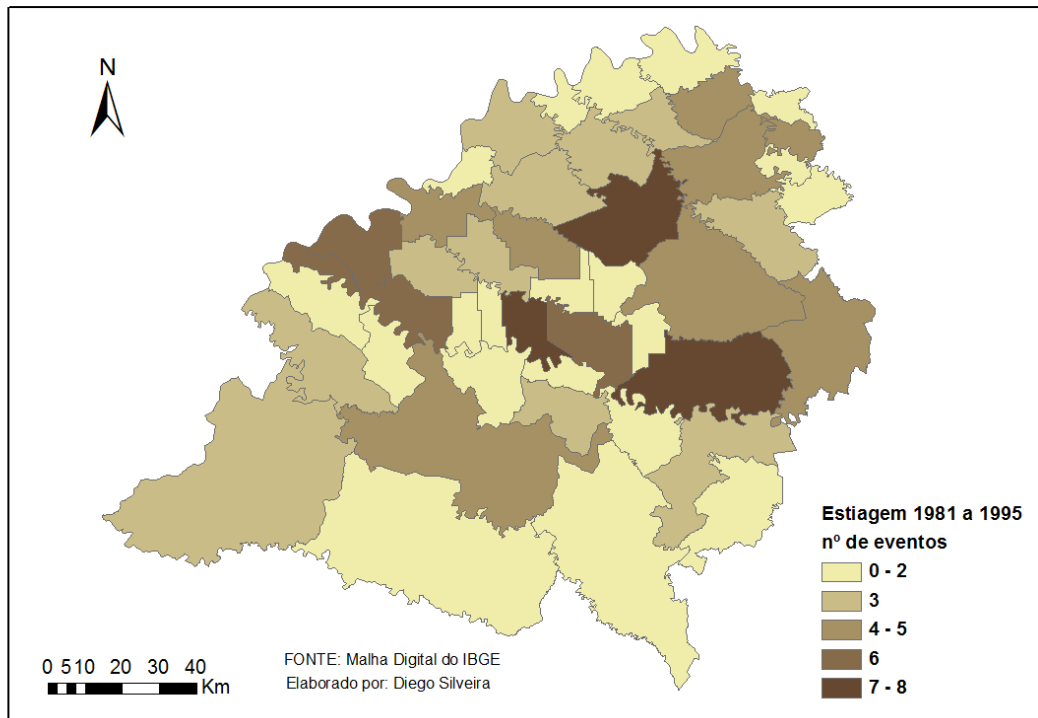 N
Estiagem 1981 a 1995
nº de eventos
0 - 2
3
4 - 5
6
7 - 8
0 5 10 20 30 40
Km
FONTE: Malha Digital do IBGE
Elaborado por: Diego Silveira